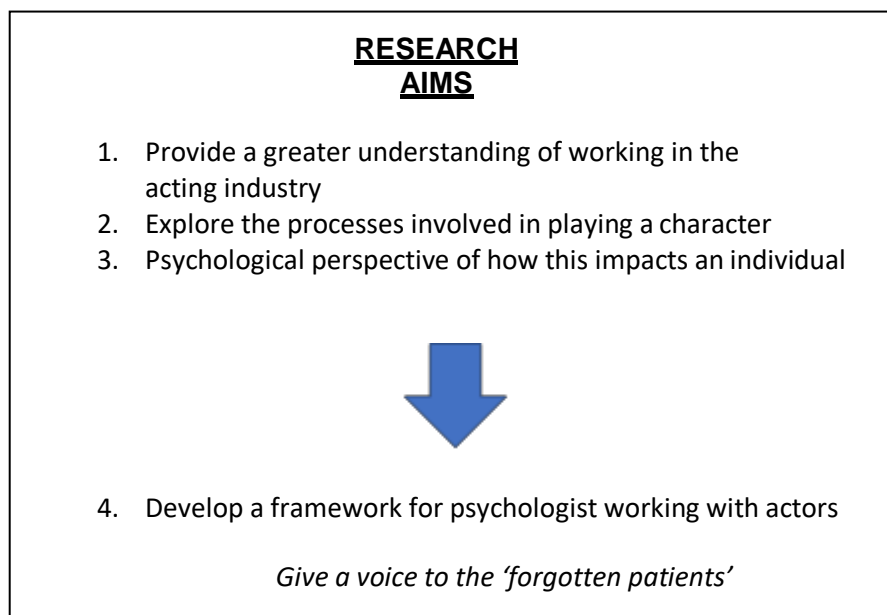 RESEARCH
AIMS
1. Provide a greater understanding of working in the
acting industry
2. Explore the processes involved in playing a character
3. Psychological perspective of how this impacts an individual
4. Develop a framework for psychologist working with actors
Give a voice to the ‘forgotten patients’